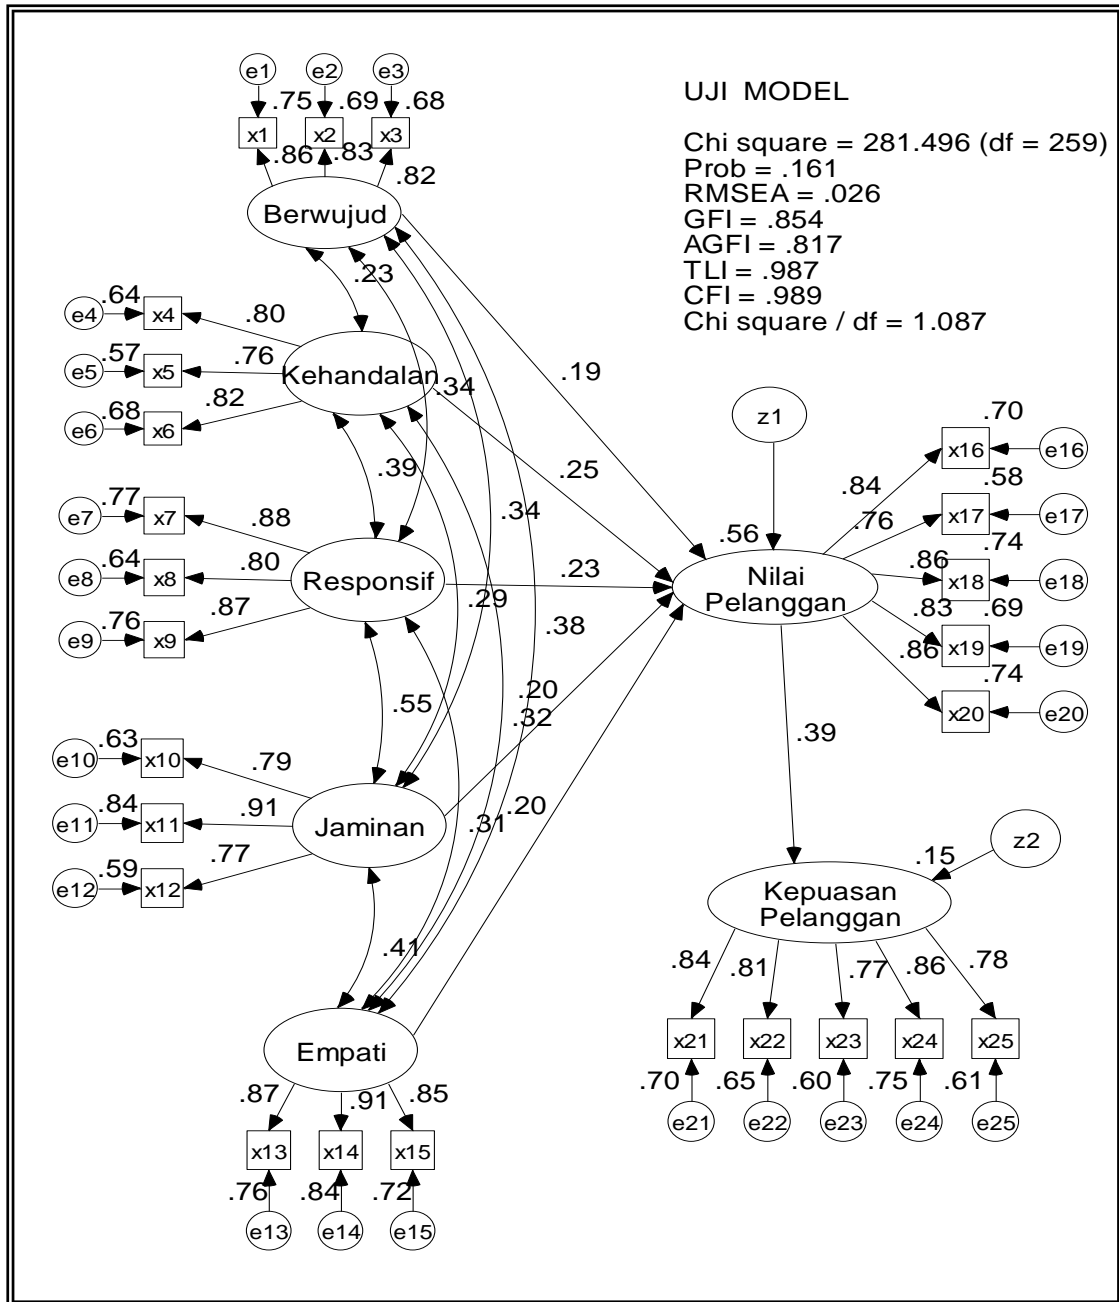 e1
e2
e3
.75
.69
.68
x1
x2
x3
.86
.83
.82
Berwujud
UJI MODEL
Chi square = 281.496 (df = 259)
Prob = .161
RMSEA = .026
GFI = .854
AGFI = .817
TLI = .987
CFI = .989
Chi square / df = 1.087
.23
e4
.64
x4
.80
e5
.57
x5
.76
e6
.68
x6
.82
Kehandalan
.34
.19
.25
.39
.34
z1
.56
Nilai
Pelanggan
.84
.76
.86
.83
.86
.70
x16
e16
.58
x17
e17
.74
x18
e18
.69
x19
e19
.74
x20
e20
e7
.77
x7
.88
e8
.64
x8
.80
e9
.76
x9
.87
Responsif
.23
.29
.38
.55
.20
.32
.39
e10
.63
x10
.79
e11
.84
x11
.91
e12
.59
x12
.77
Jaminan
.31
.20
.41
z2
.15
Kepuasan
Pelanggan
.84
.81
.77
.86
.78
x21
x22
x23
x24
x25
.70
.65
.60
.75
.61
e21
e22
e23
e24
e25
Empati
.87
.91
.85
x13
x14
x15
.76
.84
.72
e13
e14
e15